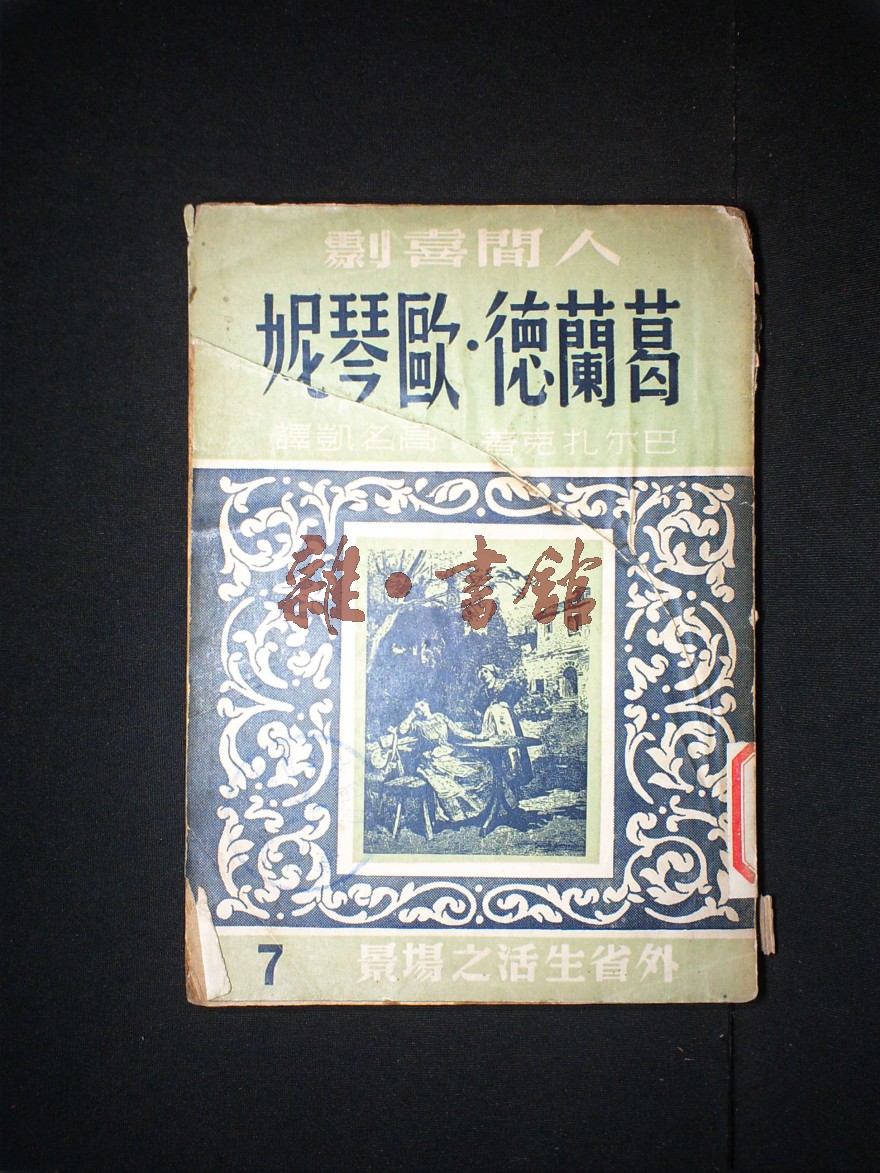 人間喜劇
葛蘭德·歐琴妮
巴尔扎克著 高名凱譯
雜·書館
外省生活之場景
7